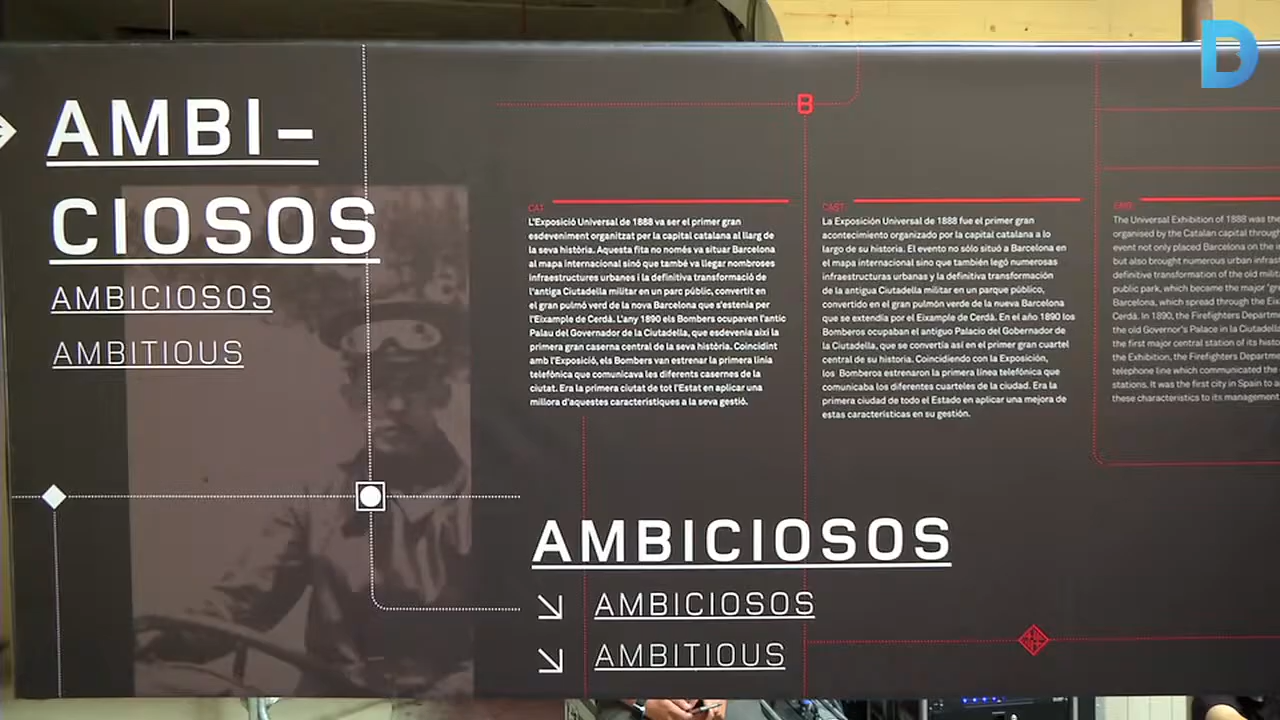 D
AMBI-
CIOSOS
AMBICIOSOS
AMBITIOUS
B
CAT
L'Exposició Universal de 1888 va ser el primer gran
esdeveniment organitzat per la capital catalana al llarg de
la seva història. Aquesta fita no només va situar Barcelona
al mapa internacional sinó que també va llegar nombroses
infraestructures urbanes i la definitiva transformació de
l'antiga Ciutadella militar en un parc públic, convertit en
el gran pulmó verd de la nova Barcelona que s'estenia per
l'Eixample de Cerdà. L'any 1890 els Bombers ocupaven l'antic
Palau del Governador de la Ciutadella, que esdevenia així la
primera gran caserna central de la seva història. Coincidint
amb l'Exposició, els Bombers van estrenar la primera línia
telefònica que comunicava les diferents casernes de la
ciutat. Era la primera ciutat de tot l'Estat en aplicar una
millora d'aquestes característiques a la seva gestió.
CAST
La Exposición Universal de 1888 fue el primer gran
acontecimiento organizado por la capital catalana a lo
largo de su historia. El evento no sólo situó a Barcelona en
el mapa internacional sino que también legó numerosas
infraestructuras urbanas y la definitiva transformación
de la antigua Ciutadella militar en un parque público,
convertido en el gran pulmón verde de la nueva Barcelona
que se extendía por el Eixample de Cerdà. En el año 1890 los
Bomberos ocupaban el antiguo Palacio del Gobernador de
la Ciutadella, que se convertía así en el primer gran cuartel
central de su historia. Coincidiendo con la Exposición,
los Bomberos estrenaron la primera línea telefónica que
comunicaba los diferentes cuarteles de la ciudad. Era la
primera ciudad de todo el Estado en aplicar una mejora de
estas características en su gestión.
The Universal Exhibition of 1888 was the
organised by the Catalan capital through
event not only placed Barcelona on the
but also brought numerous urban
definitive transformation of the old
public park, which became the major
Barcelona, which spread through the
Cerdà. In 1890, the Firefighters
the old Governor's Palace in la
the first major central station of its
the Exhibition, the Firefighters
telephone line which communicated the
stations. It was the first city in Spain to
these characteristics to its management
AMBICIOSOS
AMBICIOSOS
AMBITIOUS